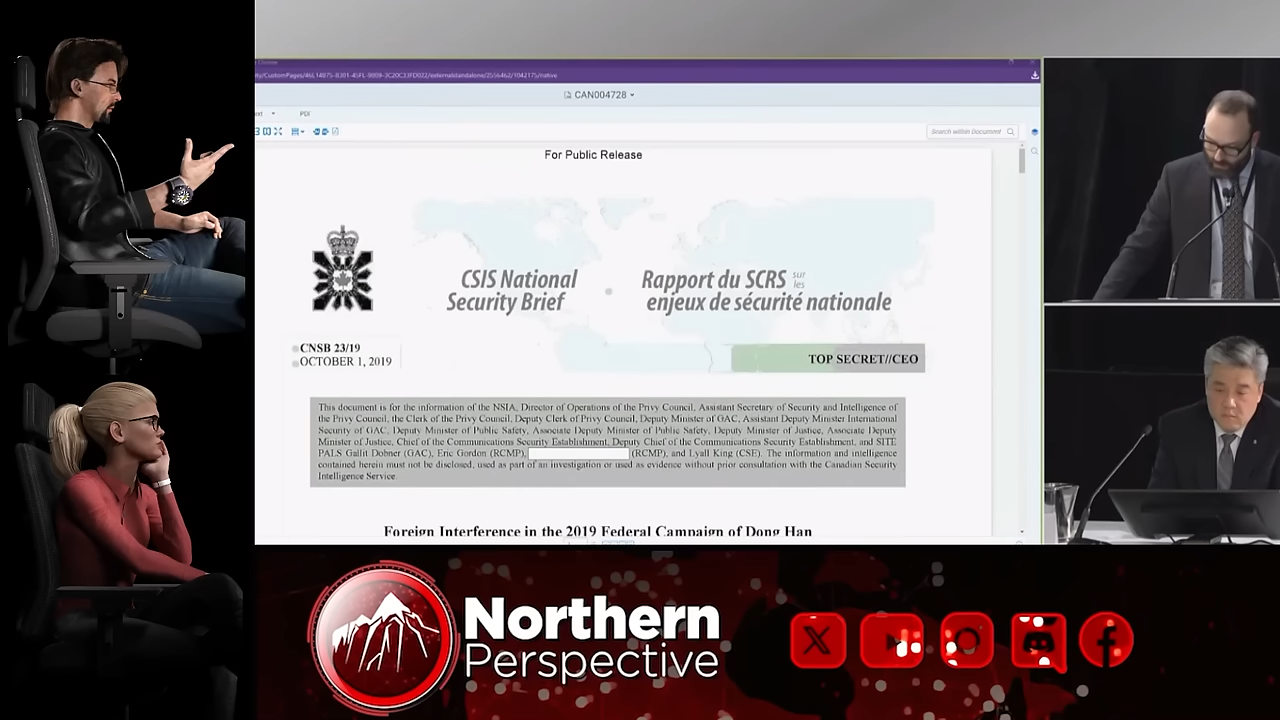 CAN004728
PDF
Search within Document
For Public Release
CSIS National
Security Brief
Rapport du SCRS sur les
enjeux de sécurité nationale
CNSB 23/19
OCTOBER 1, 2019
TOP SECRET//CEO
This document is for the information of the NSIA, Director of Operations of the Privy Council, Assistant Secretary of Security and Intelligence of
the Privy Council, the Clerk of the Privy Council, Deputy Clerk of Privy Council, Deputy Minister of GAC, Assistant Deputy Minister International
Security of GAC, Deputy Minister of Public Safety, Associate Deputy Minister of Public Safety, Deputy Minister of Justice, Associate Deputy
Minister of Justice, Chief of the Communications Security Establishment, Deputy Chief of the Communications Security Establishment, and SITE
PALS Gallit Dobner (GAC), Eric Gordon (RCMP), (RCMP), and Lyall King (CSE). The information and intelligence
contained herein must not be disclosed, used as part of an investigation or used as evidence without prior consultation with the Canadian Security
Intelligence Service.
Foreign Interference in the 2019 Federal Campaign of Dong Han
Northern
Perspective